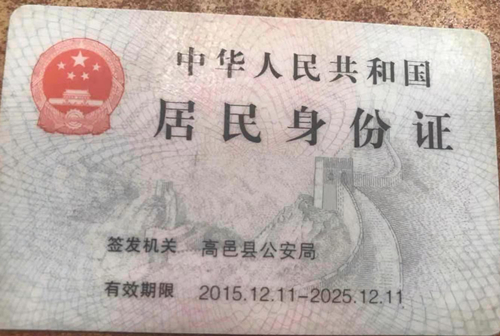 中华人民共和国
居民身份证
签发机关 高邑县公安局
有效期限 2015.12.11-2025.12.11